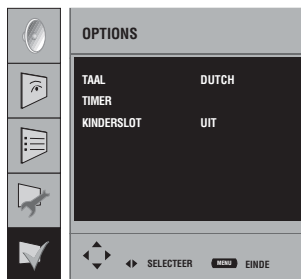 OPTIONS
TAAL DUTCH
TIMER
KINDERSLOT UIT
SELECTEER MENU EINDE